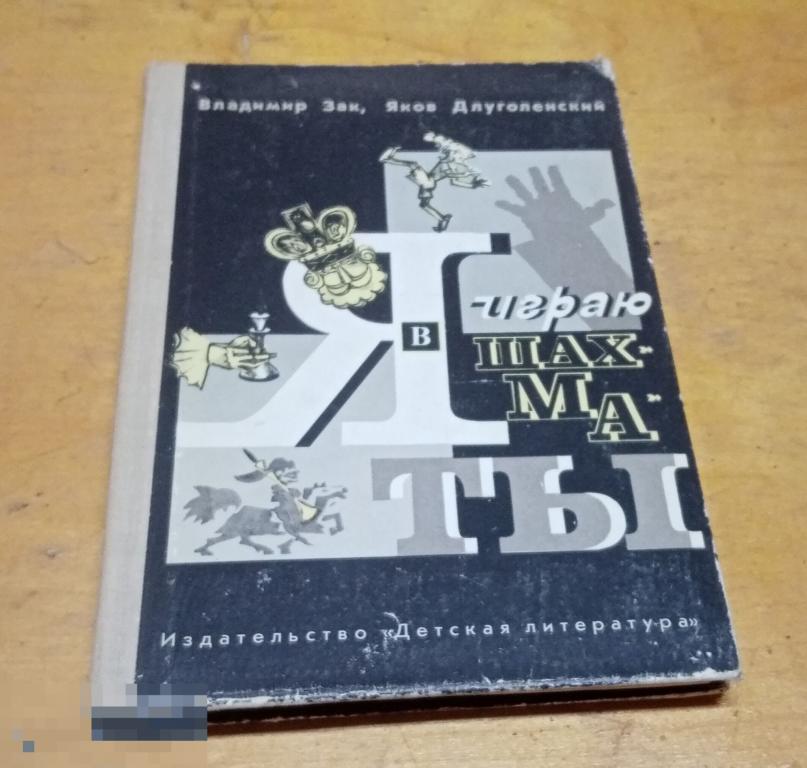 Владимир Зак, Яков Длуголенский
Я
играю
в
ШАХ-
МА-
ТЫ
Издательство «Детская литература»